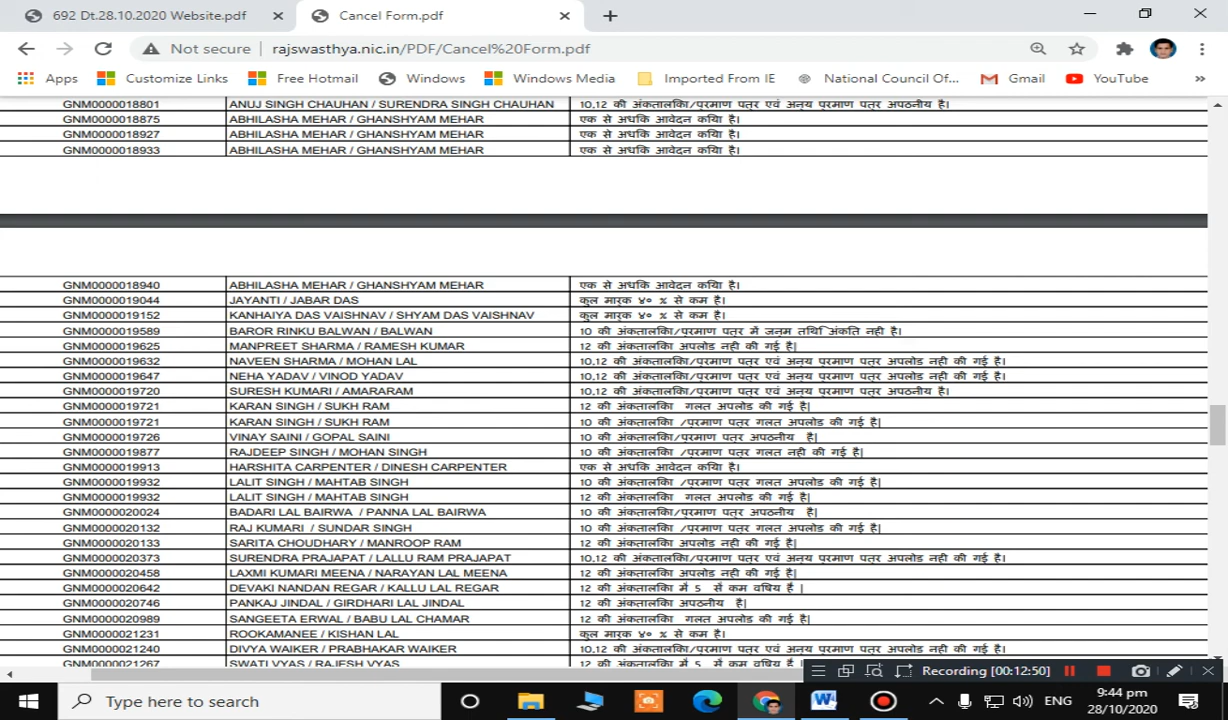 692 Dt.28.10.2020 Website.pdf
Cancel Form.pdf
Not secure | rajswasthya.nic.in/PDF/Cancel%20Form.pdf
Apps Customize Links Free Hotmail Windows Windows Media Imported From IE National Council Of... Gmail YouTube »
GNM0000018801 ANUJ SINGH CHAUHAN / SURENDRA SINGH CHAUHAN 10,12 की अंकतालिका/प्रमाण पत्र एवं अन्य प्रमाण पत्र अपठनीय है।
GNM0000018875 ABHILASHA MEHAR / GHANSHYAM MEHAR एक से अधिक आवेदन किया है।
GNM0000018927 ABHILASHA MEHAR / GHANSHYAM MEHAR एक से अधिक आवेदन किया है।
GNM0000018933 ABHILASHA MEHAR / GHANSHYAM MEHAR एक से अधिक आवेदन किया है।
GNM0000018940 ABHILASHA MEHAR / GHANSHYAM MEHAR एक से अधिक आवेदन किया है।
GNM0000019044 JAYANTI / JABAR DAS कुल मार्क ४० % से कम है।
GNM0000019152 KANHAIYA DAS VAISHNAV / SHYAM DAS VAISHNAV कुल मार्क ४० % से कम है।
GNM0000019589 BAROR RINKU BALWAN / BALWAN 10 की अंकतालिका/प्रमाण पत्र में जन्म तिथि अंकित नही है।
GNM0000019625 MANPREET SHARMA / RAMESH KUMAR 12 की अंकतालिका अपलोड नही की गई है|
GNM0000019632 NAVEEN SHARMA / MOHAN LAL 10,12 की अंकतालिका/प्रमाण पत्र एवं अन्य प्रमाण पत्र अपलोड नही की गई है।
GNM0000019647 NEHA YADAV / VINOD YADAV 10,12 की अंकतालिका/प्रमाण पत्र एवं अन्य प्रमाण पत्र अपलोड नही की गई है।
GNM0000019720 SURESH KUMARI / AMARARAM 10,12 की अंकतालिका/प्रमाण पत्र एवं अन्य प्रमाण पत्र अपठनीय है।
GNM0000019721 KARAN SINGH / SUKH RAM 12 की अंकतालिका गलत अपलोड की गई है|
GNM0000019721 KARAN SINGH / SUKH RAM 10 की अंकतालिका /प्रमाण पत्र गलत अपलोड की गई है|
GNM0000019726 VINAY SAINI / GOPAL SAINI 10 की अंकतालिका /प्रमाण पत्र अपठनीय है|
GNM0000019877 RAJDEEP SINGH / MOHAN SINGH 10 की अंकतालिका /प्रमाण पत्र गलत नही की गई है|
GNM0000019913 HARSHITA CARPENTER / DINESH CARPENTER एक से अधिक आवेदन किया है।
GNM0000019932 LALIT SINGH / MAHTAB SINGH 10 की अंकतालिका /प्रमाण पत्र गलत अपलोड की गई है|
GNM0000019932 LALIT SINGH / MAHTAB SINGH 12 की अंकतालिका गलत अपलोड की गई है|
GNM0000020024 BADARI LAL BAIRWA / PANNA LAL BAIRWA 10 की अंकतालिका /प्रमाण पत्र अपठनीय है|
GNM0000020132 RAJ KUMARI / SUNDAR SINGH 10 की अंकतालिका /प्रमाण पत्र गलत अपलोड की गई है|
GNM0000020133 SARITA CHOUDHARY / MANROOP RAM 12 की अंकतालिका अपलोड नही की गई है|
GNM0000020373 SURENDRA PRAJAPAT / LALLU RAM PRAJAPAT 10,12 की अंकतालिका/प्रमाण पत्र एवं अन्य प्रमाण पत्र अपलोड नही की गई है।
GNM0000020458 LAXMI KUMARI MEENA / NARAYAN LAL MEENA 12 की अंकतालिका अपलोड नही की गई है|
GNM0000020642 DEVAKI NANDAN REGAR / KALLU LAL REGAR 12 की अंकतालिका में 5 सें कम विषय है |
GNM0000020746 PANKAJ JINDAL / GIRDHARI LAL JINDAL 12 की अंकतालिका अपठनीय है|
GNM0000020989 SANGEETA ERWAL / BABU LAL CHAMAR 12 की अंकतालिका गलत अपलोड की गई है|
GNM0000021231 ROOKAMANEE / KISHAN LAL कुल मार्क ४० % से कम है।
GNM0000021240 DIVYA WAIKER / PRABHAKAR WAIKER 10,12 की अंकतालिका/प्रमाण पत्र एवं अन्य प्रमाण पत्र अपलोड नही की गई है।
GNM0000021267 SWATI VYAS / RAJESH VYAS 12 की अंकतालिका में 5 सें कम विषय है |
Recording [00:12:50]
Type here to search
ENG
9:44 pm
28/10/2020